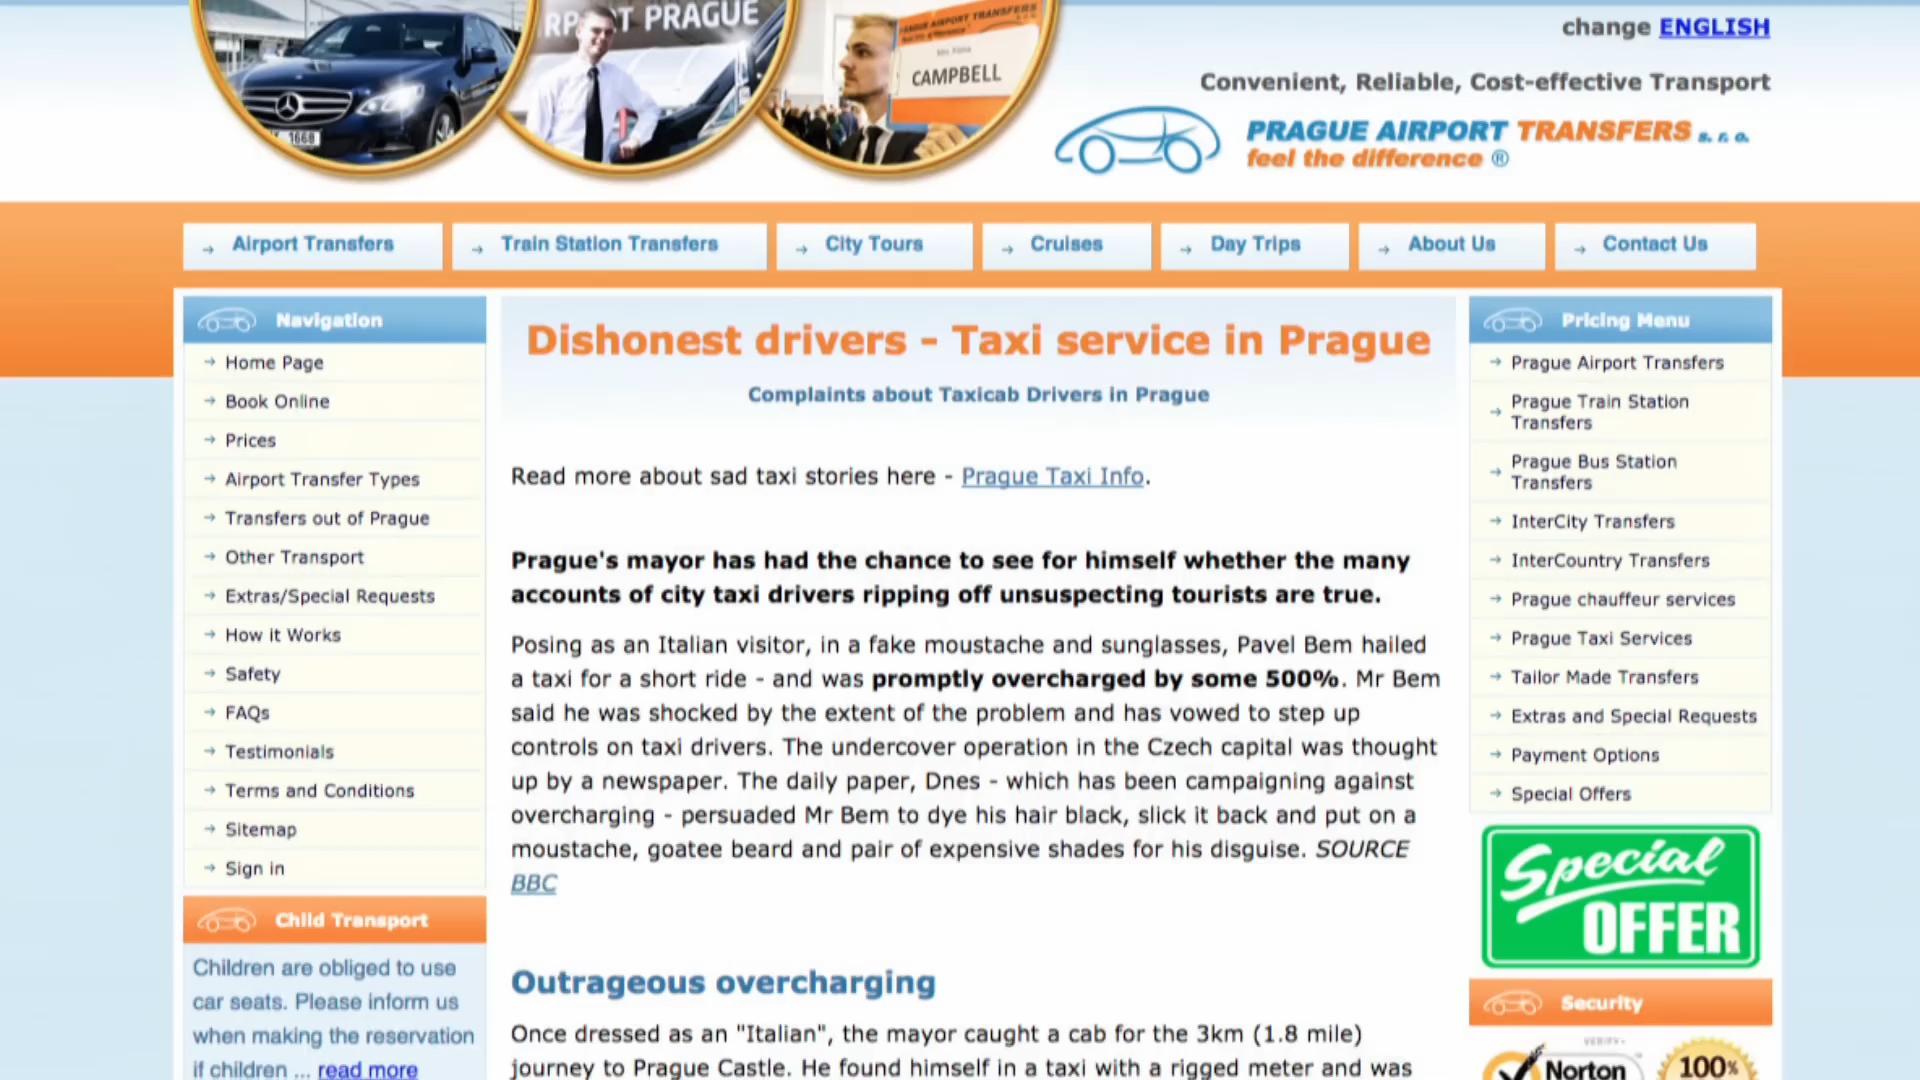 RPORT PRAGUE
PRAGUE AIRPORT TRANSFERS
CAMPBELL
1668
change ENGLISH
Convenient, Reliable, Cost-effective Transport
PRAGUE AIRPORT TRANSFERS s. r. o.
feel the difference ®
Airport Transfers
Train Station Transfers
City Tours
Cruises
Day Trips
About Us
Contact Us
Navigation
Home Page
Book Online
Prices
Airport Transfer Types
Transfers out of Prague
Other Transport
Extras/Special Requests
How it Works
Safety
FAQs
Testimonials
Terms and Conditions
Sitemap
Sign in
Child Transport
Children are obliged to use
car seats. Please inform us
when making the reservation
if children ... read more
Dishonest drivers - Taxi service in Prague
Complaints about Taxicab Drivers in Prague
Read more about sad taxi stories here - Prague Taxi Info.
Prague's mayor has had the chance to see for himself whether the many
accounts of city taxi drivers ripping off unsuspecting tourists are true.
Posing as an Italian visitor, in a fake moustache and sunglasses, Pavel Bem hailed
a taxi for a short ride - and was promptly overcharged by some 500%. Mr Bem
said he was shocked by the extent of the problem and has vowed to step up
controls on taxi drivers. The undercover operation in the Czech capital was thought
up by a newspaper. The daily paper, Dnes - which has been campaigning against
overcharging - persuaded Mr Bem to dye his hair black, slick it back and put on a
moustache, goatee beard and pair of expensive shades for his disguise. SOURCE
BBC
Outrageous overcharging
Once dressed as an "Italian", the mayor caught a cab for the 3km (1.8 mile)
journey to Prague Castle. He found himself in a taxi with a rigged meter and was
Pricing Menu
Prague Airport Transfers
Prague Train Station
Transfers
Prague Bus Station
Transfers
InterCity Transfers
InterCountry Transfers
Prague chauffeur services
Prague Taxi Services
Tailor Made Transfers
Extras and Special Requests
Payment Options
Special Offers
Special
OFFER
Security
Norton
100%